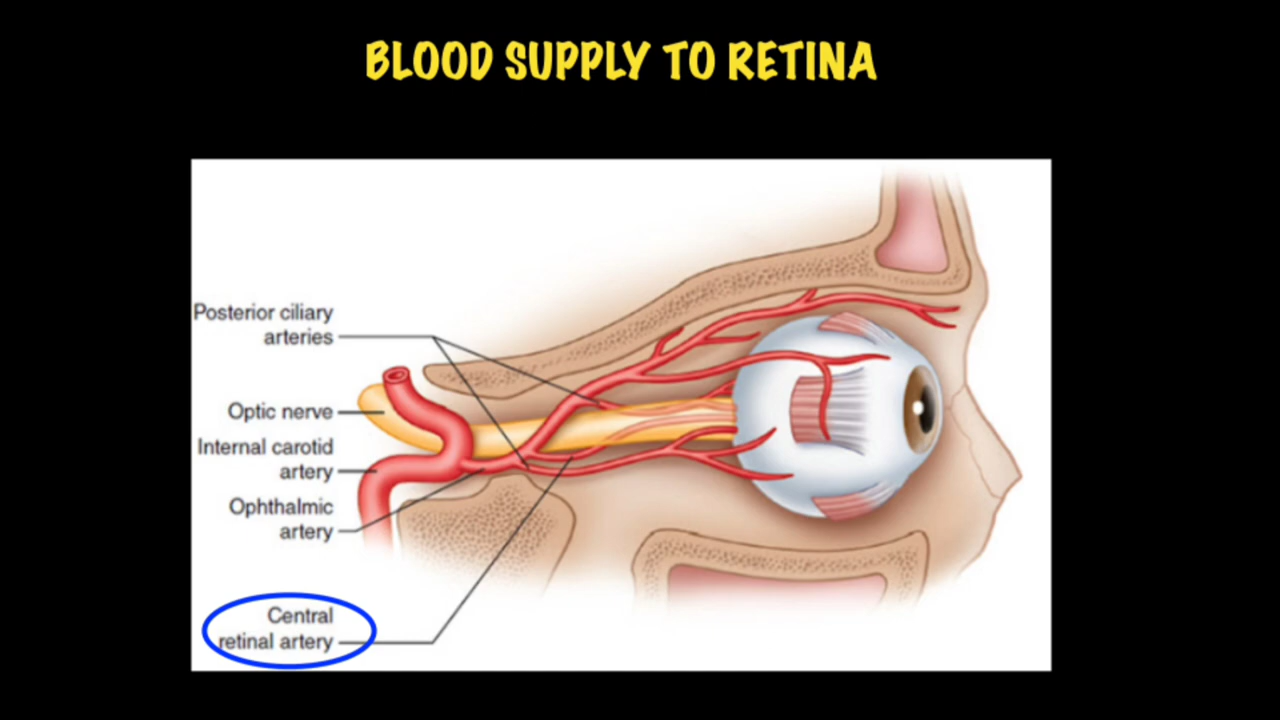 BLOOD SUPPLY TO RETINA
Posterior ciliary
arteries
Optic nerve
Internal carotid
artery
Ophthalmic
artery
Central
retinal artery